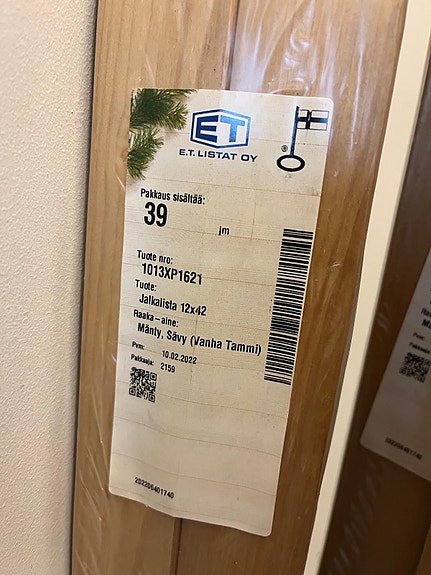 ET
E.T. LISTAT OY
®
Pakkaus sisältää:
39 jm
Tuote nro:
1013XP1621
Tuote:
Jalkalista 12x42
Raaka-aine:
Mänty, Sävy (Vanha Tammi)
Pvm: 10.02.2022
Pakkaaja: 2159
202206401740